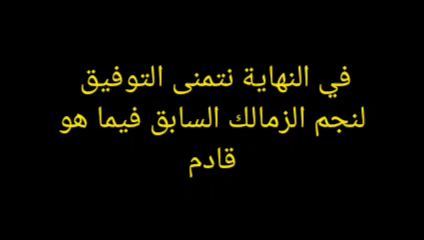 في النهاية نتمنى التوفيق
لنجم الزمالك السابق فيما هو
قادم